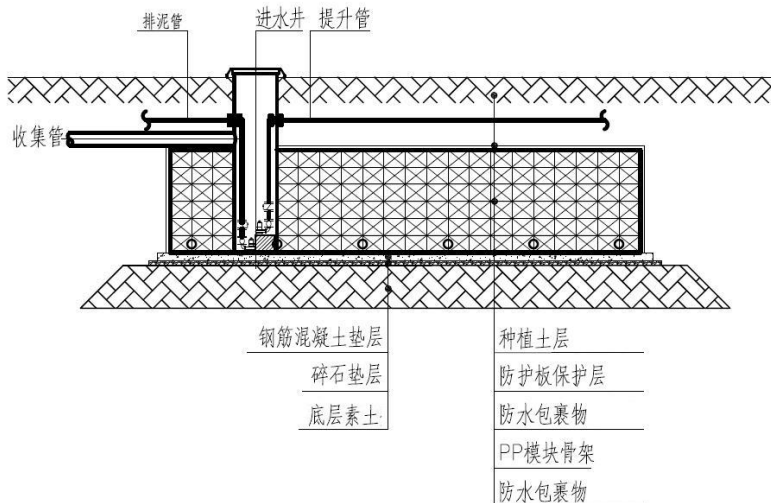 排泥管
进水井
提升管
收集管
钢筋混凝土垫层
碎石垫层
底层素土
种植土层
防护板保护层
防水包裹物
PP模块骨架
防水包裹物